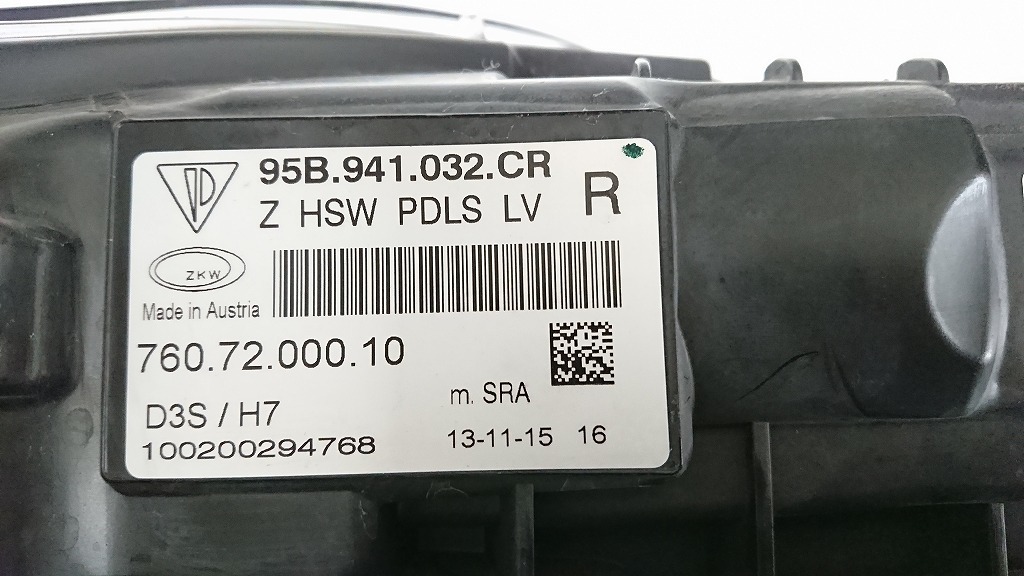 95B.941.032.CR
Z HSW PDLS LV R
ZKW
Made in Austria
760.72.000.10
m. SRA
D3S / H7
100200294768
13-11-15 16